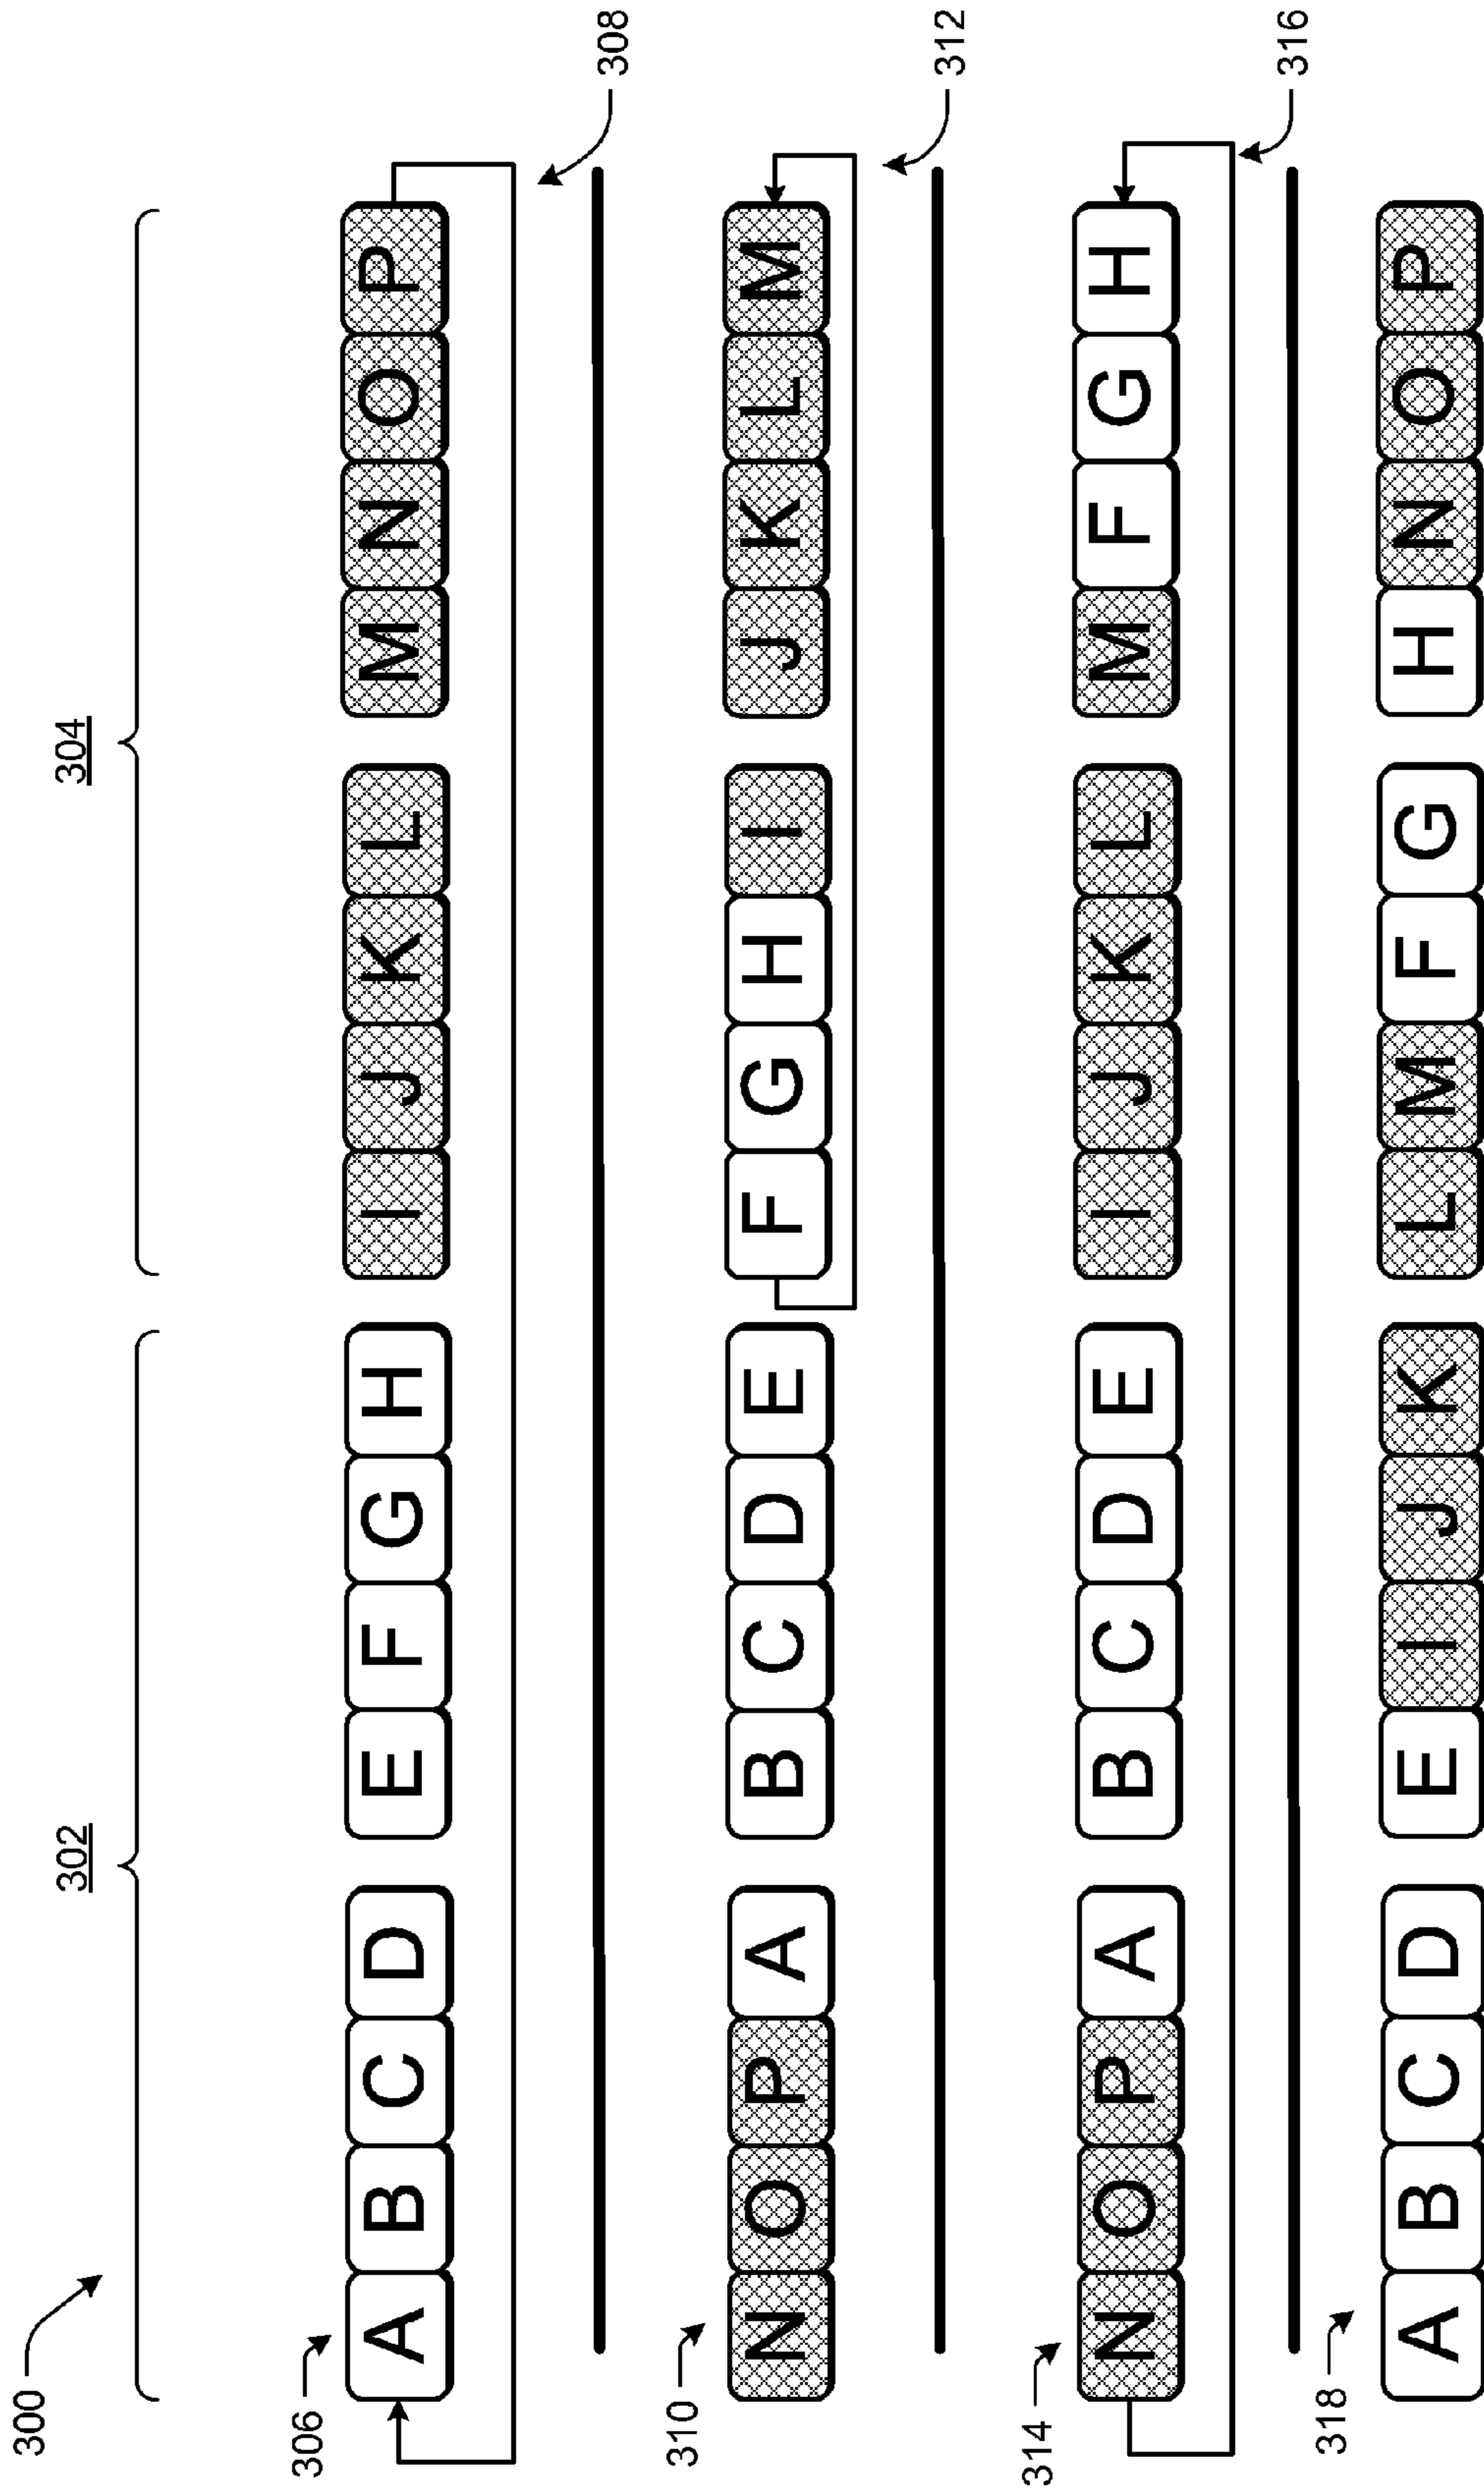 300
302
304
306
A B C D E F G H I J K L M N O P
308
310
N O P A B C D E F G H I J K L M
312
314
N O P A B C D E I J K L M F G H
316
318
A B C D E I J K L M F G H N O P